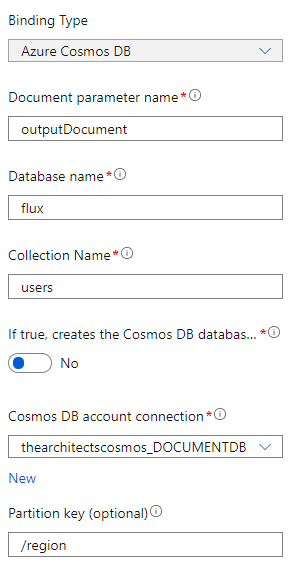 Binding Type
Azure Cosmos DB
Document parameter name*
outputDocument
Database name*
flux
Collection Name*
users
If true, creates the Cosmos DB databas... *
No
Cosmos DB account connection*
thearchitectscosmos_DOCUMENTDB
New
Partition key (optional)
/region